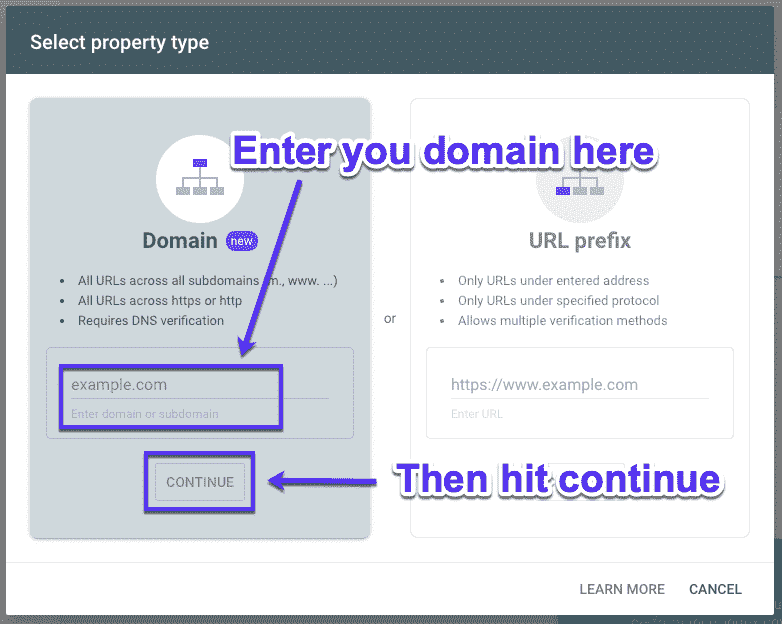 Select property type
Enter you domain here
Domain new
All URLs across all subdomains (m., www. ...)
All URLs across https or http
Requires DNS verification
example.com
Enter domain or subdomain
CONTINUE
or
URL prefix
Only URLs under entered address
Only URLs under specified protocol
Allows multiple verification methods
https://www.example.com
Enter URL
Then hit continue
LEARN MORE CANCEL